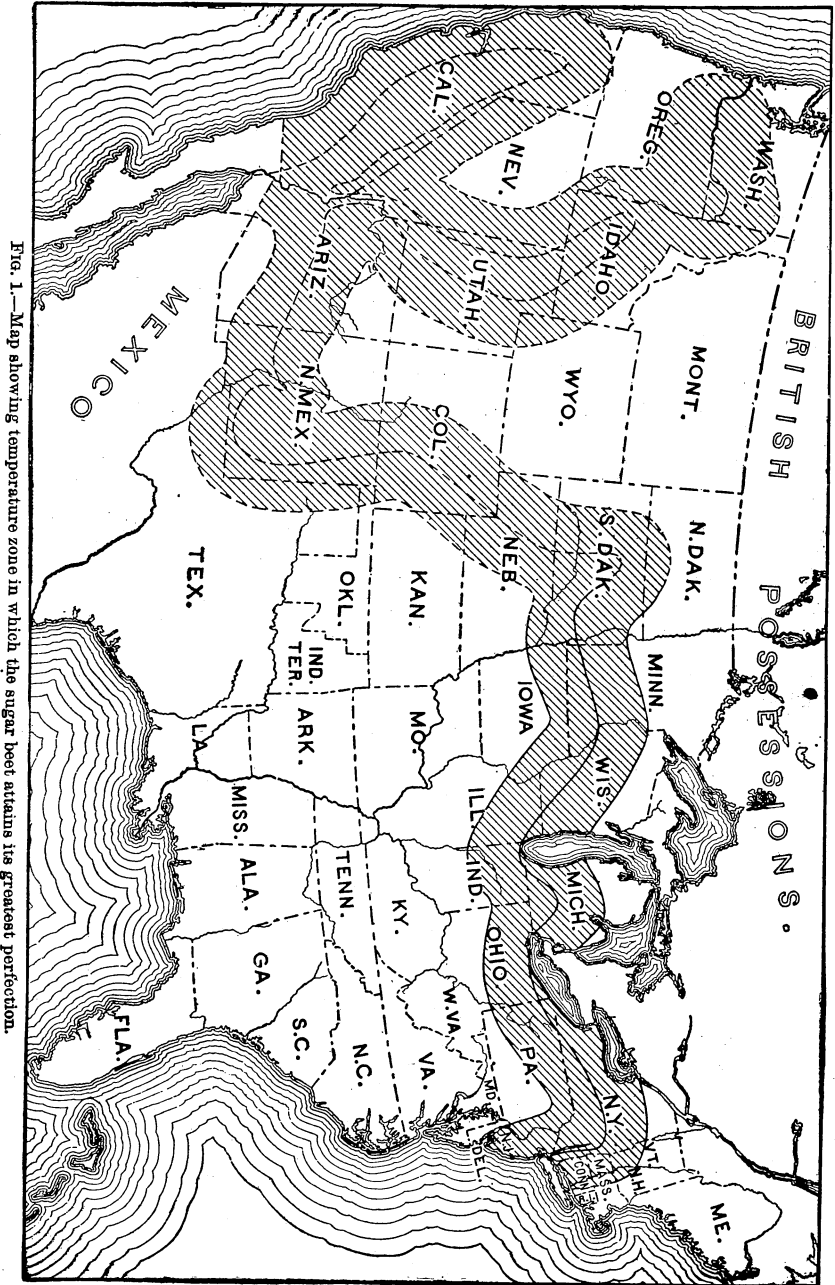 BRITISH POSSESSIONS.
WASH.
OREG.
CAL.
NEV.
IDAHO.
UTAH.
ARIZ.
MONT.
WYO.
COL.
N.MEX.
N.DAK.
S.DAK.
NEB.
KAN.
OKL.
IND.
TER.
TEX.
MEXICO
MINN.
IOWA
MO.
ARK.
LA.
WIS.
ILL.
MICH.
IND.
OHIO
KY.
TENN.
MISS.
ALA.
GA.
FLA.
S.C.
N.C.
VA.
W.VA.
PA.
MD.
DEL.
N.J.
N.Y.
VT.
N.H.
MASS.
CONN.
ME.
FIG. 1.—Map showing temperature zone in which the sugar beet attains its greatest perfection.